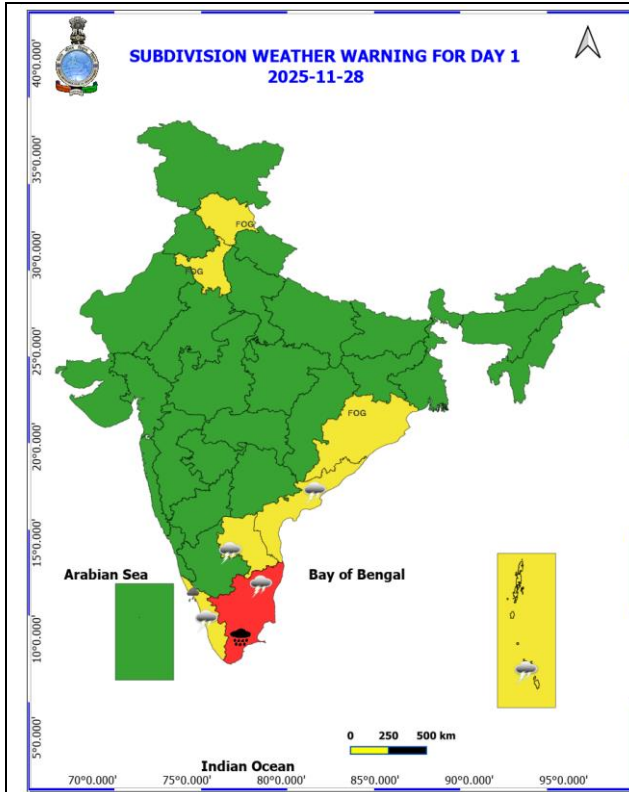 SUBDIVISION WEATHER WARNING FOR DAY 1
2025-11-28
40°0.000'
35°0.000'
30°0.000'
25°0.000'
20°0.000'
15°0.000'
10°0.000'
5°0.000'
FOG
FOG
FOG
Arabian Sea
Bay of Bengal
0 250 500 km
Indian Ocean
70°0.000' 75°0.000' 80°0.000' 85°0.000' 90°0.000' 95°0.000'